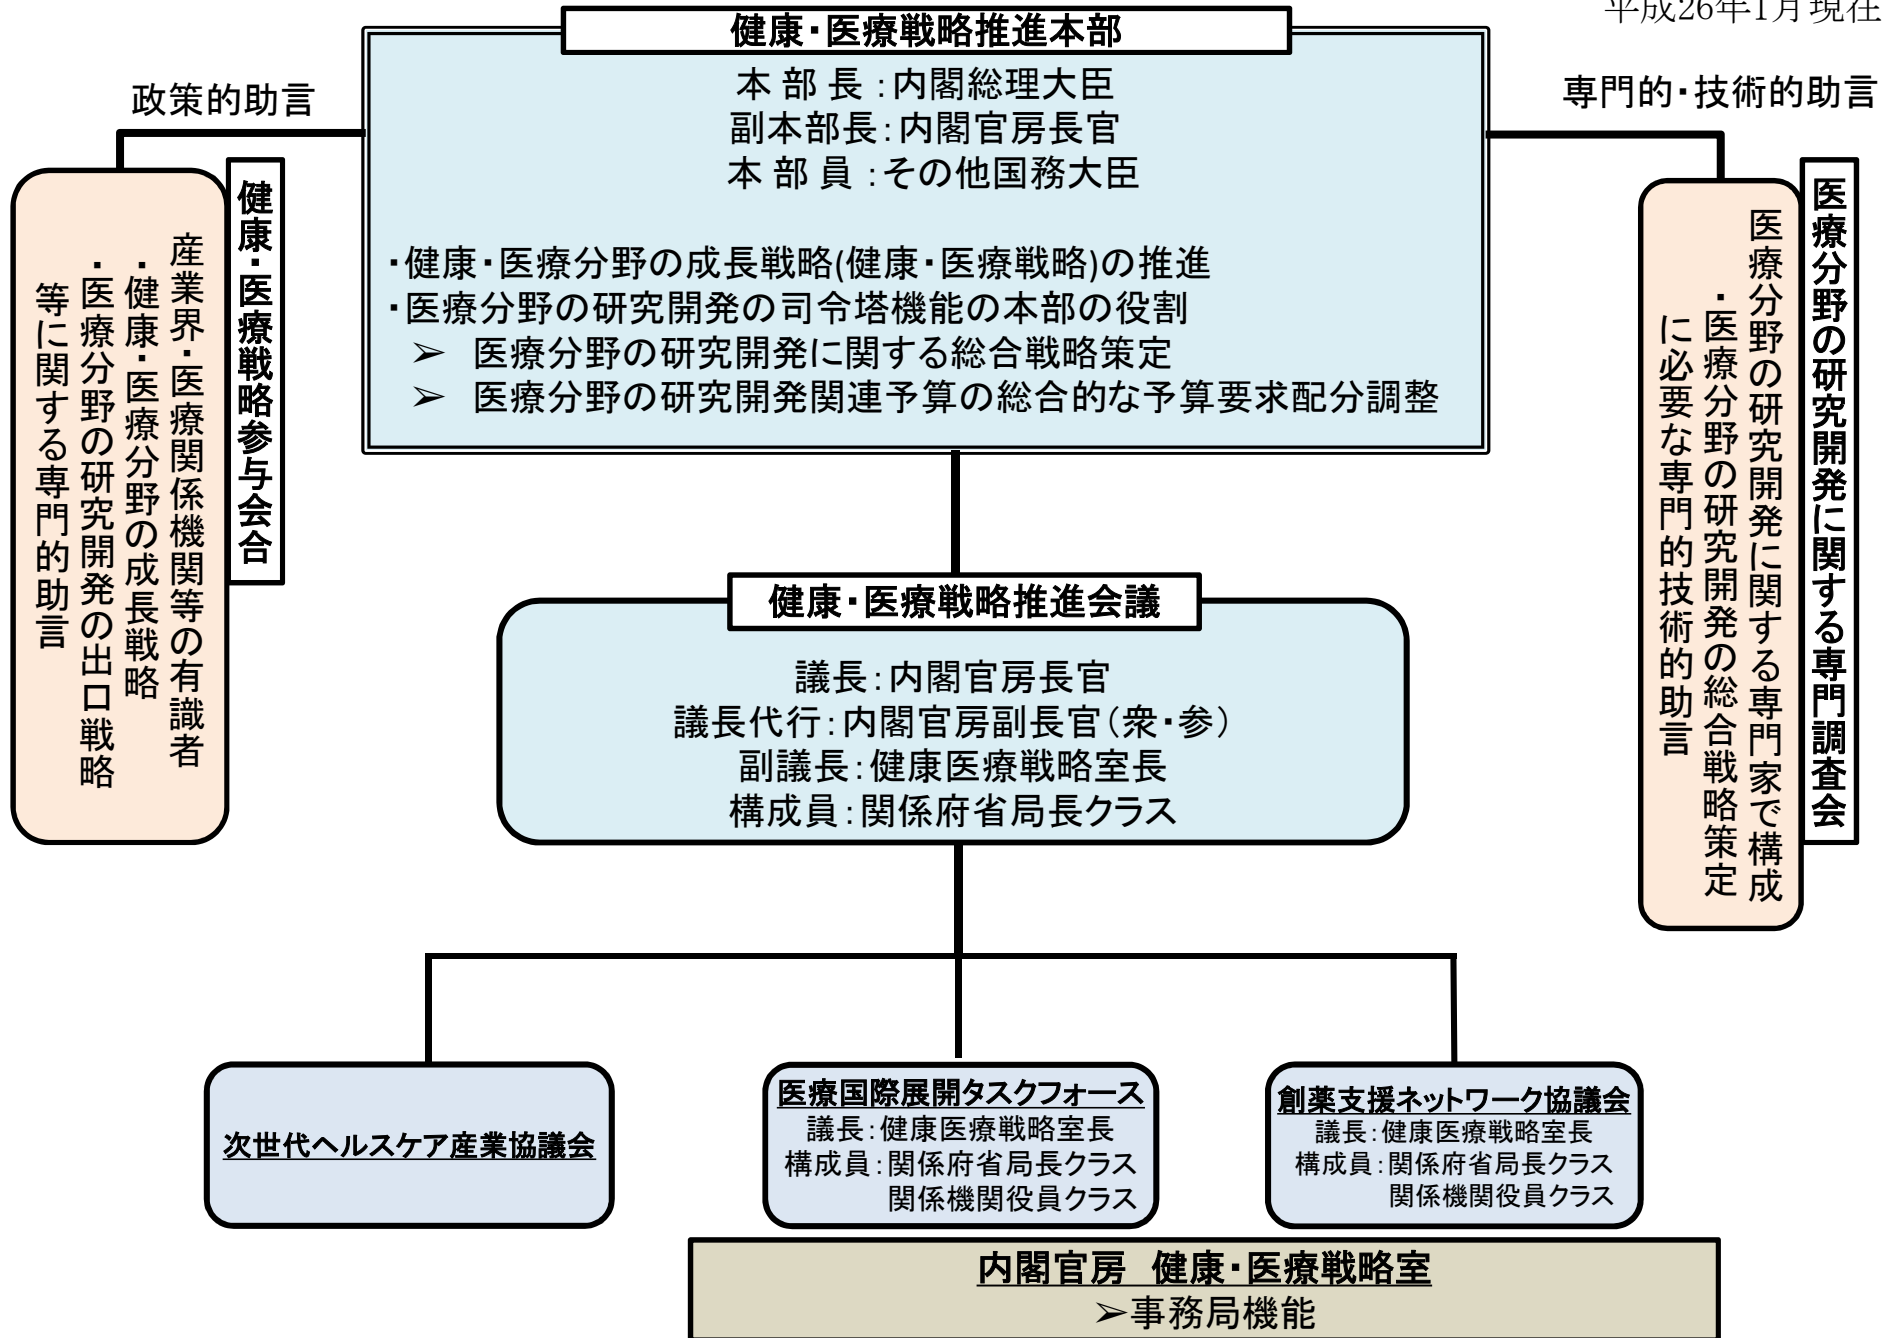 平成26年1月現在
健康・医療戦略推進本部
本 部 長 ：内閣総理大臣
副本部長：内閣官房長官
本 部 員 ：その他国務大臣
・健康・医療分野の成長戦略(健康・医療戦略)の推進
・医療分野の研究開発の司令塔機能の本部の役割
➢ 医療分野の研究開発に関する総合戦略策定
➢ 医療分野の研究開発関連予算の総合的な予算要求配分調整
政策的助言
健康・医療戦略参与会合
産業界・医療関係機関等の有識者
・健康・医療分野の成長戦略
・医療分野の研究開発の出口戦略
等に関する専門的助言
専門的・技術的助言
医療分野の研究開発に関する専門調査会
医療分野の研究開発に関する専門家で構成
・医療分野の研究開発の総合戦略策定
に必要な専門的技術的助言
健康・医療戦略推進会議
議長：内閣官房長官
議長代行：内閣官房副長官（衆・参）
副議長：健康医療戦略室長
構成員：関係府省局長クラス
次世代ヘルスケア産業協議会
医療国際展開タスクフォース
議長：健康医療戦略室長
構成員：関係府省局長クラス
関係機関役員クラス
創薬支援ネットワーク協議会
議長：健康医療戦略室長
構成員：関係府省局長クラス
関係機関役員クラス
内閣官房 健康・医療戦略室
➢事務局機能